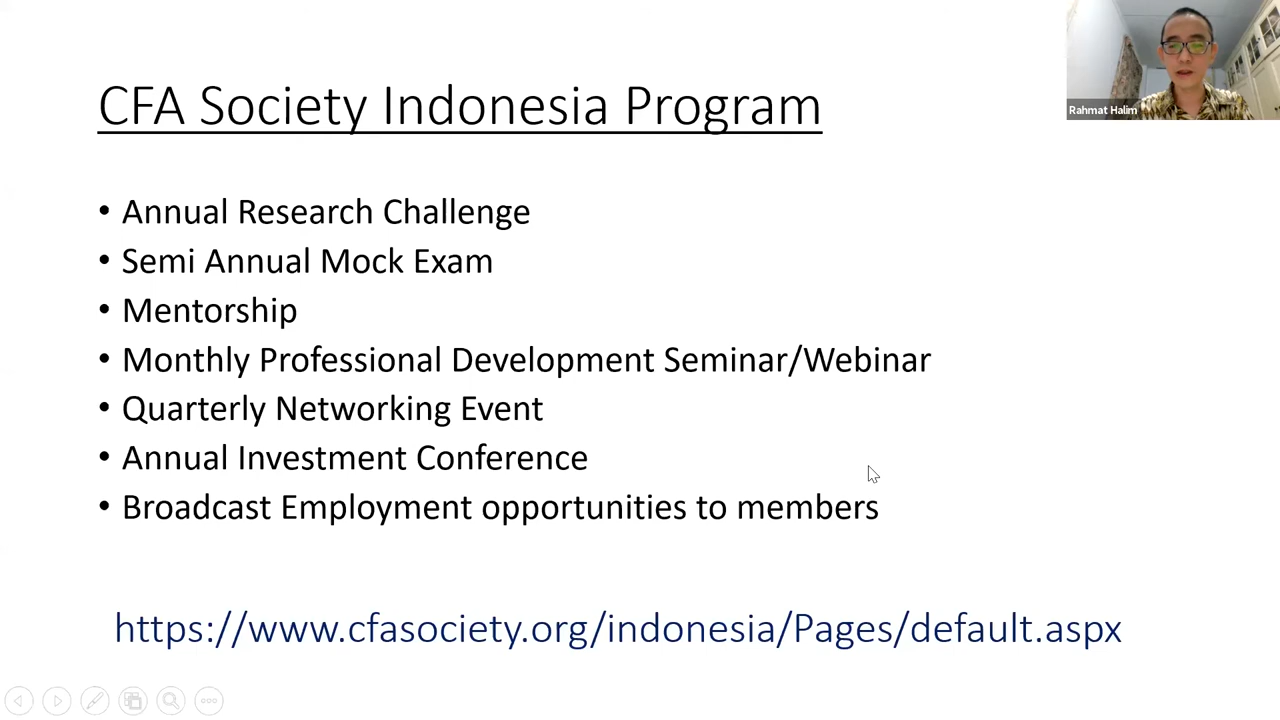 CFA Society Indonesia Program
Rahmat Halim
• Annual Research Challenge
• Semi Annual Mock Exam
• Mentorship
• Monthly Professional Development Seminar/Webinar
• Quarterly Networking Event
• Annual Investment Conference
• Broadcast Employment opportunities to members
https://www.cfasociety.org/indonesia/Pages/default.aspx